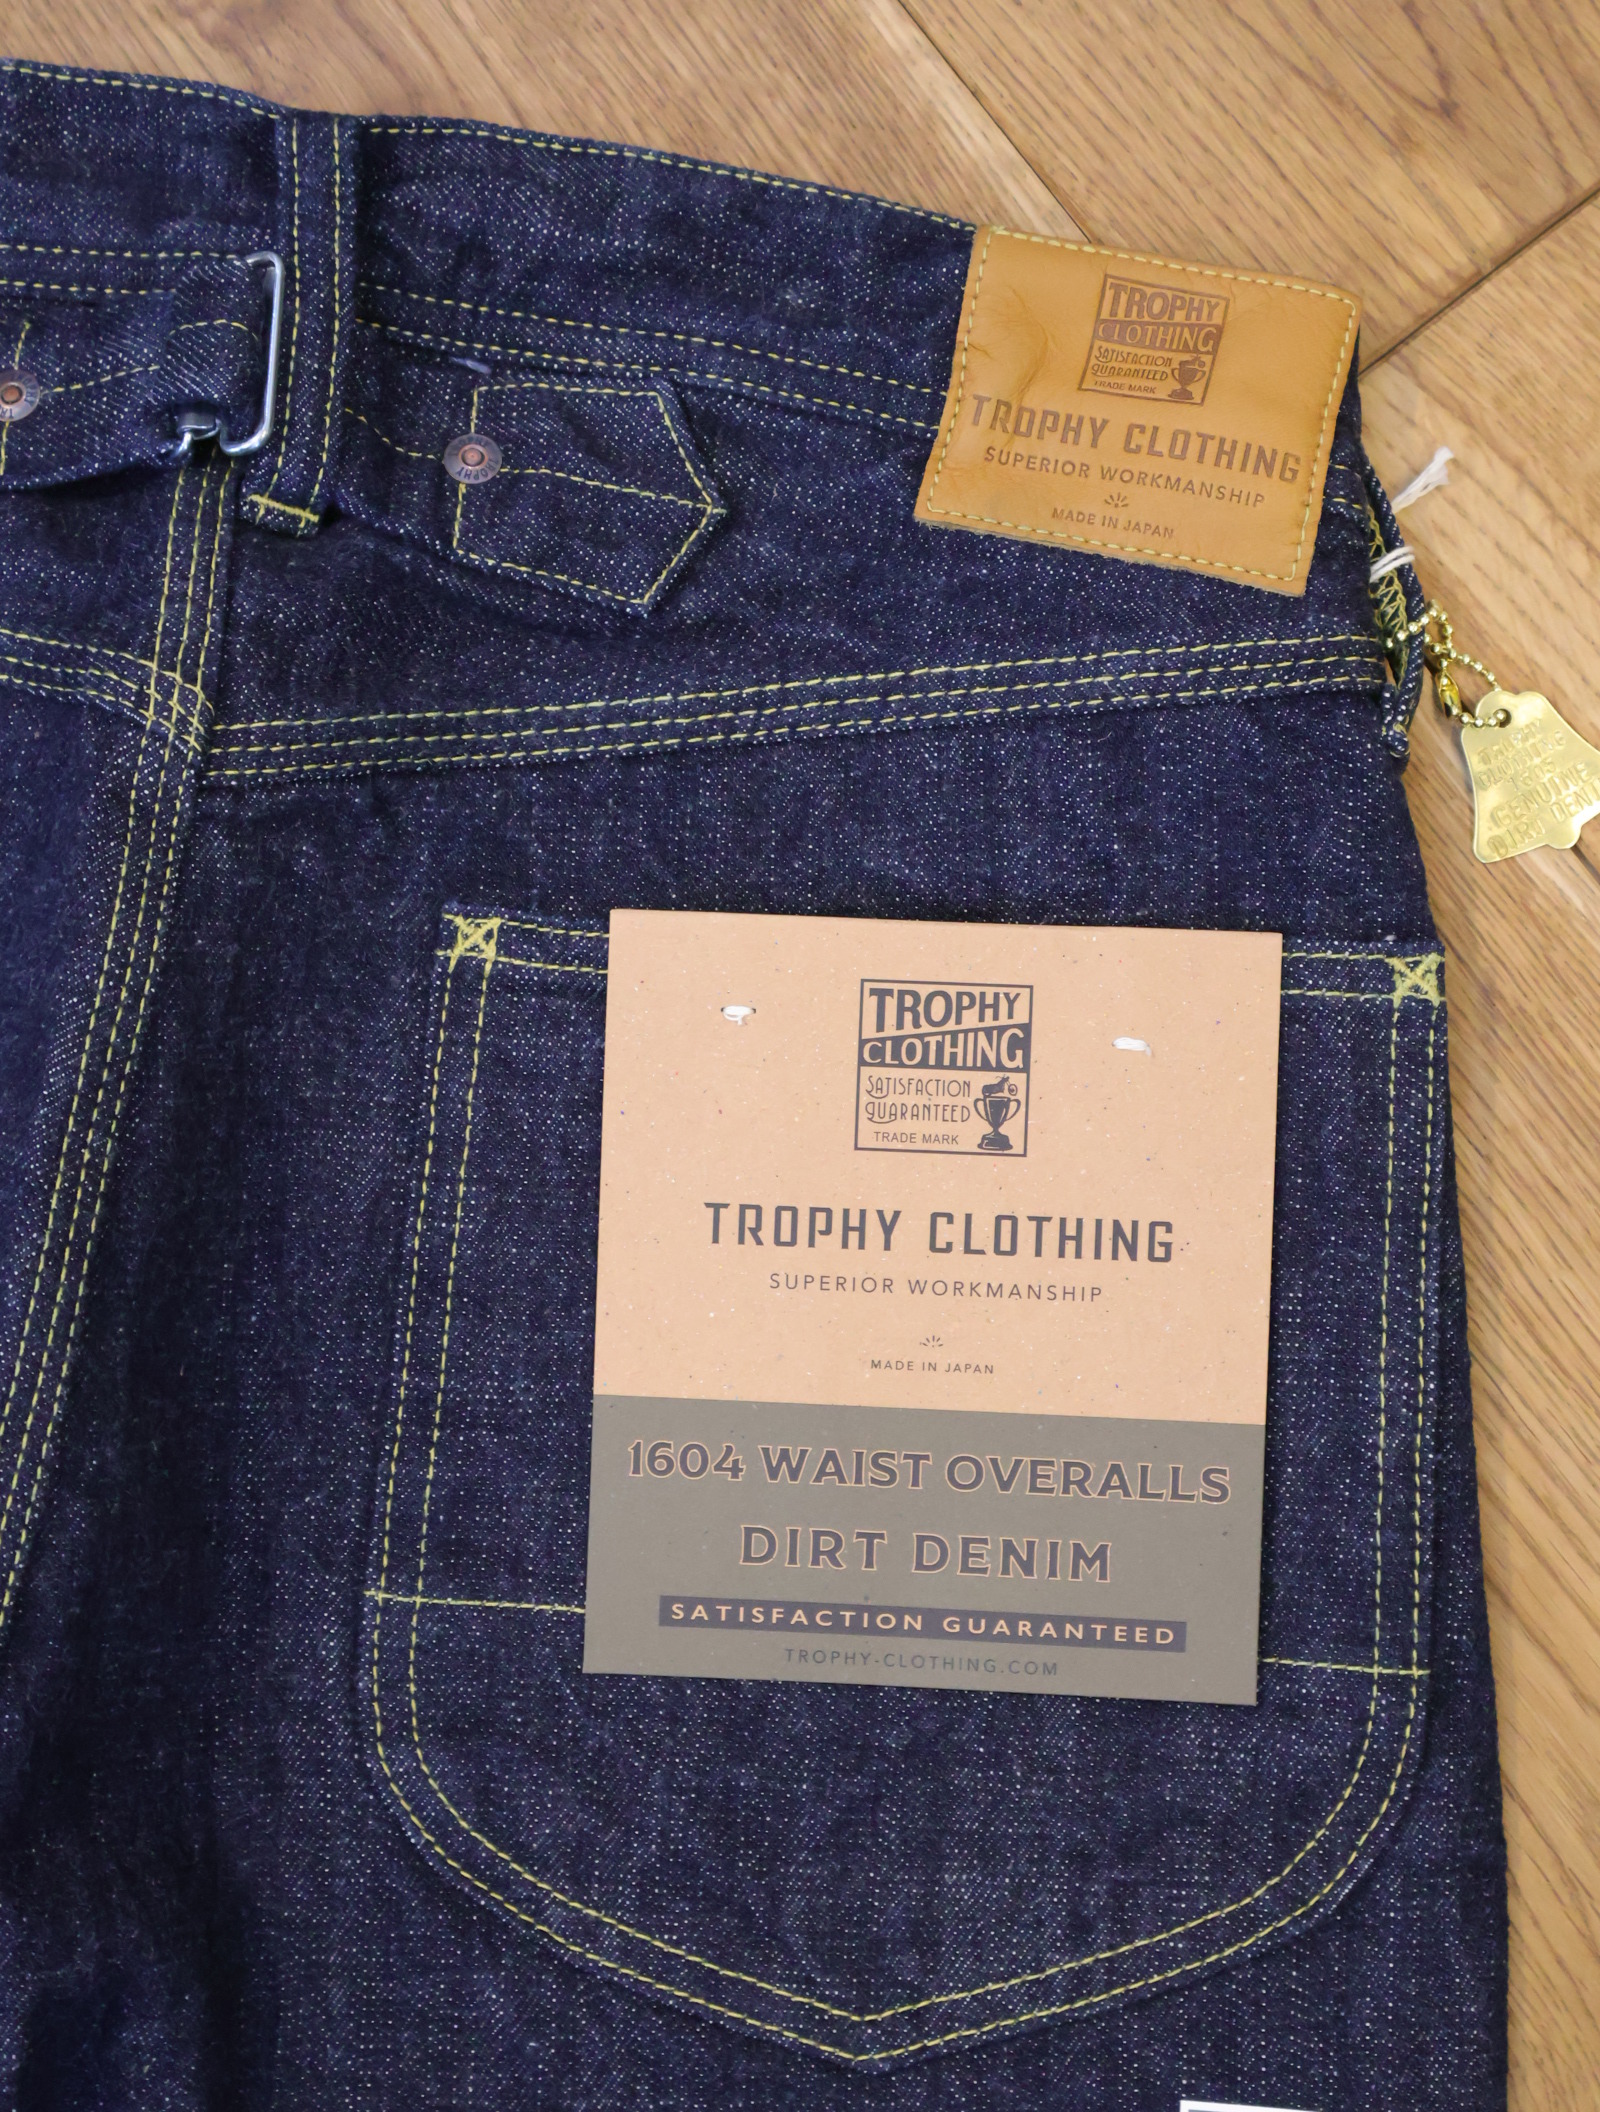 TROPHY
CLOTHING
SATISFACTION
GUARANTEED
TRADE MARK
TROPHY CLOTHING
SUPERIOR WORKMANSHIP
MADE IN JAPAN
CLOTHING
GENUINE
DIRT DENI
TROPHY
CLOTHING
SATISFACTION
GUARANTEED
TRADE MARK
TROPHY CLOTHING
SUPERIOR WORKMANSHIP
MADE IN JAPAN
1604 WAIST OVERALLS
DIRT DENIM
SATISFACTION GUARANTEED
TROPHY-CLOTHING.COM